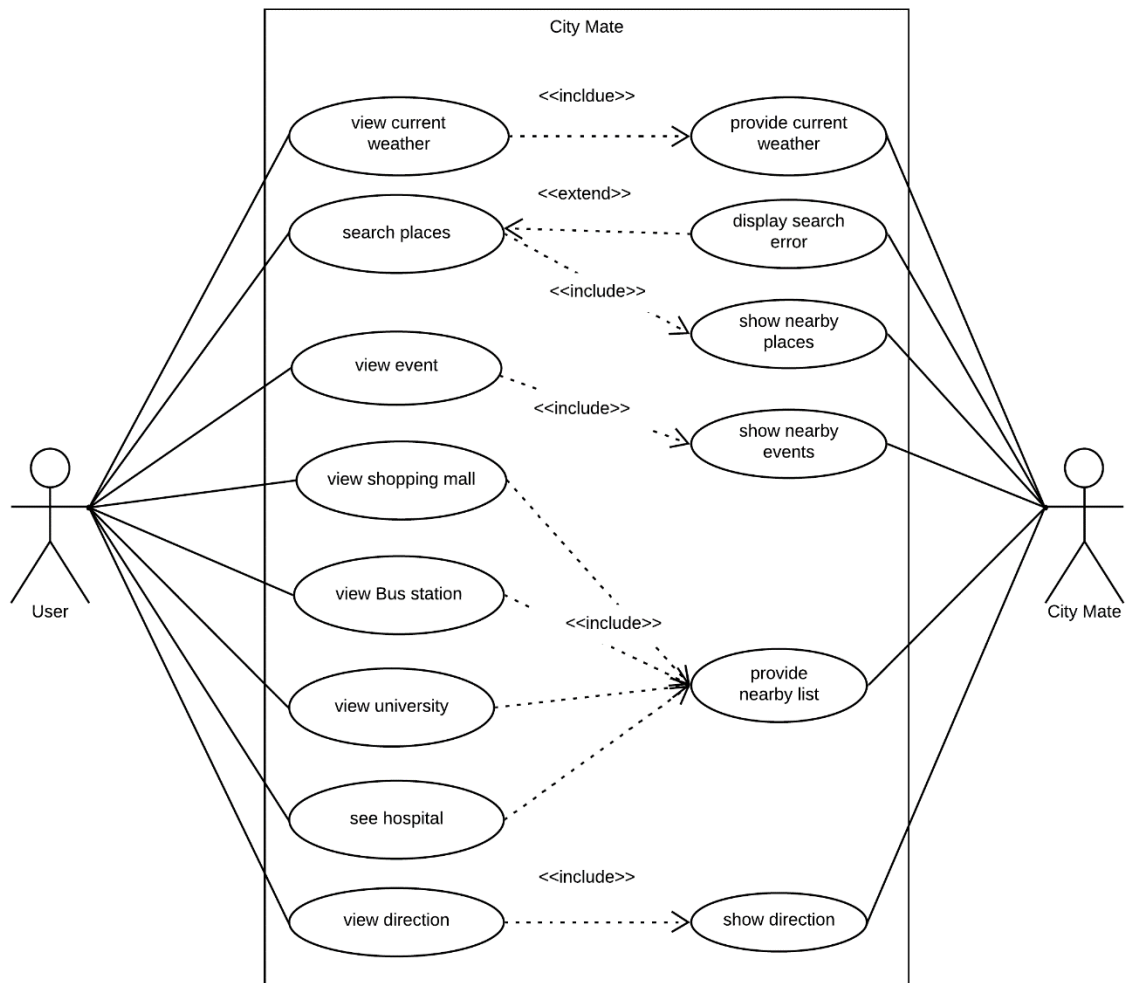 City Mate
<<incldue>>
view current
weather
provide current
weather
<<extend>>
search places
display search
error
<<include>>
show nearby
places
view event
<<include>>
show nearby
events
view shopping mall
view Bus station
<<include>>
User
City Mate
provide
nearby list
view university
see hospital
<<include>>
view direction
show direction